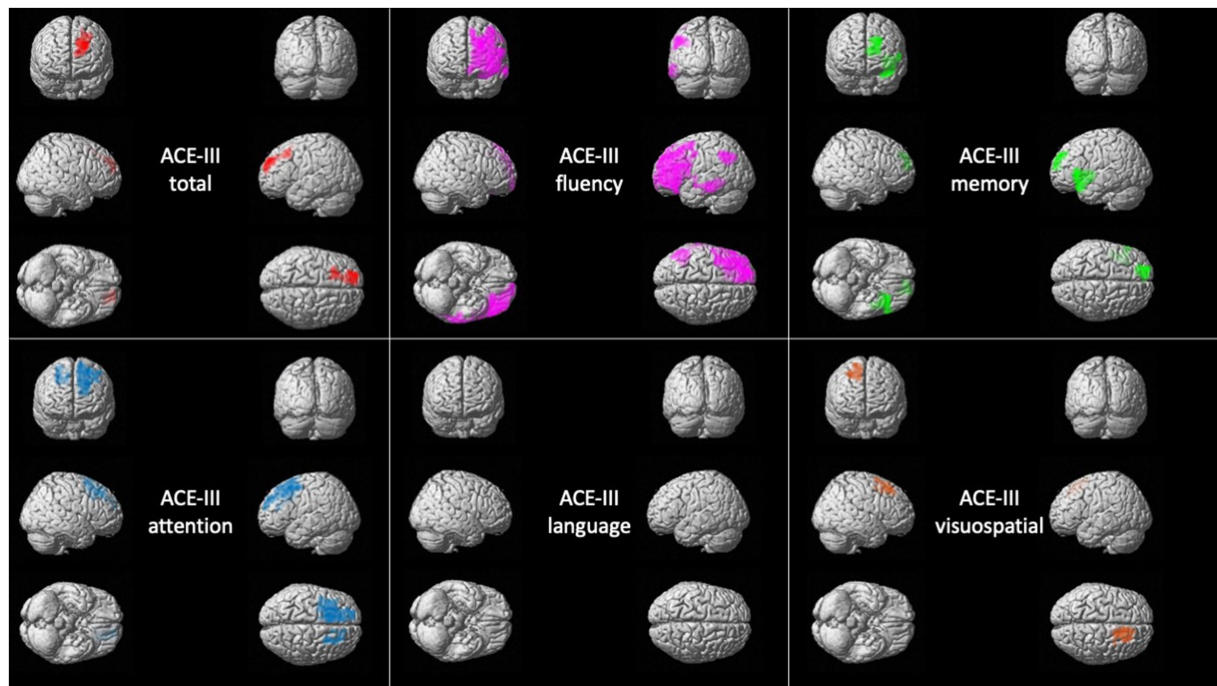 ACE-III
total
ACE-III
fluency
ACE-III
memory
ACE-III
attention
ACE-III
language
ACE-III
visuospatial